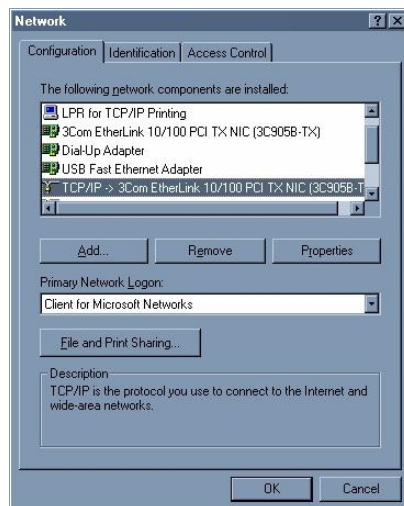 Network
Configuration Identification Access Control
The following network components are installed:
LPR for TCP/IP Printing
3Com EtherLink 10/100 PCI TX NIC (3C905B-TX)
Dial-Up Adapter
USB Fast Ethernet Adapter
TCP/IP -> 3Com EtherLink 10/100 PCI TX NIC (3C905B-T
Add... Remove Properties
Primary Network Logon:
Client for Microsoft Networks
File and Print Sharing...
Description
TCP/IP is the protocol you use to connect to the Internet and
wide-area networks.
OK Cancel